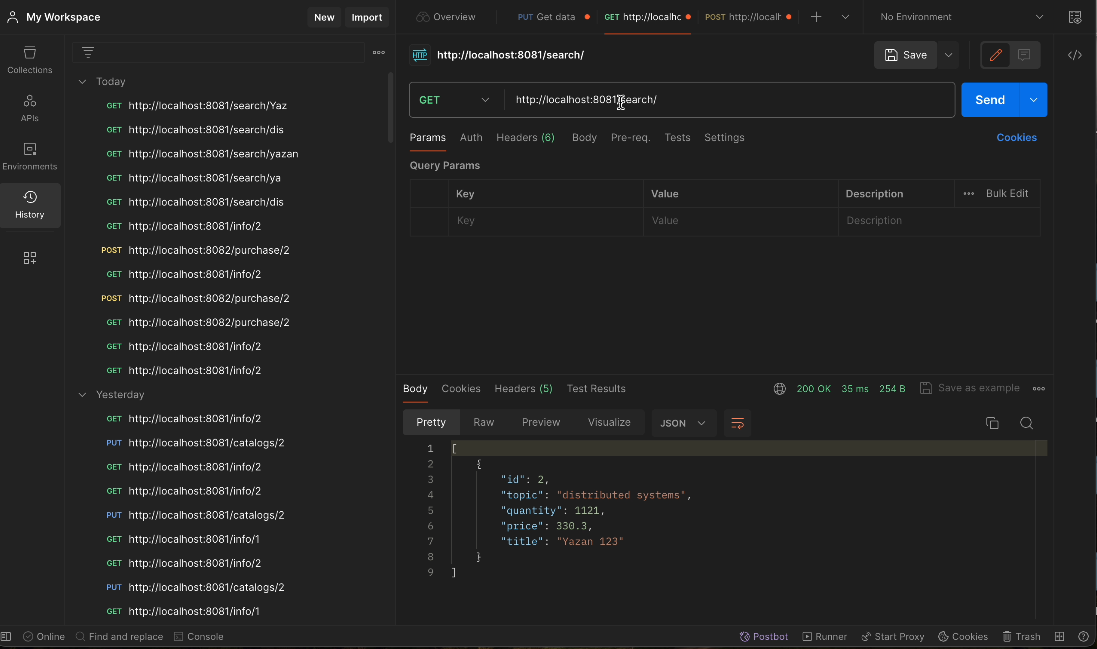 My Workspace
New
Import
Overview
PUT Get data
GET http://localhc
POST http://localh
No Environment
Collections
APIs
Environments
History
Today
GET http://localhost:8081/search/Yaz
GET http://localhost:8081/search/dis
GET http://localhost:8081/search/yazan
GET http://localhost:8081/search/ya
GET http://localhost:8081/search/dis
GET http://localhost:8081/info/2
POST http://localhost:8082/purchase/2
GET http://localhost:8081/info/2
POST http://localhost:8082/purchase/2
GET http://localhost:8082/purchase/2
GET http://localhost:8081/info/2
GET http://localhost:8081/info/2
Yesterday
GET http://localhost:8081/info/2
PUT http://localhost:8081/catalogs/2
GET http://localhost:8081/info/2
GET http://localhost:8081/info/2
PUT http://localhost:8081/catalogs/2
GET http://localhost:8081/info/1
GET http://localhost:8081/info/2
PUT http://localhost:8081/catalogs/2
GET http://localhost:8081/info/1
HTTP http://localhost:8081/search/
Save
GET http://localhost:8081/search/
Send
Params Auth Headers (6) Body Pre-req. Tests Settings
Cookies
Query Params
Key Value Description
Bulk Edit
Key Value Description
Body Cookies Headers (5) Test Results
200 OK 35 ms 254 B
Save as example
Pretty Raw Preview Visualize JSON
1 [
2 {
3 "id": 2,
4 "topic": "distributed systems",
5 "quantity": 1121,
6 "price": 330.3,
7 "title": "Yazan 123"
8 }
9 ]
Online Find and replace Console
Postbot Runner Start Proxy Cookies Trash